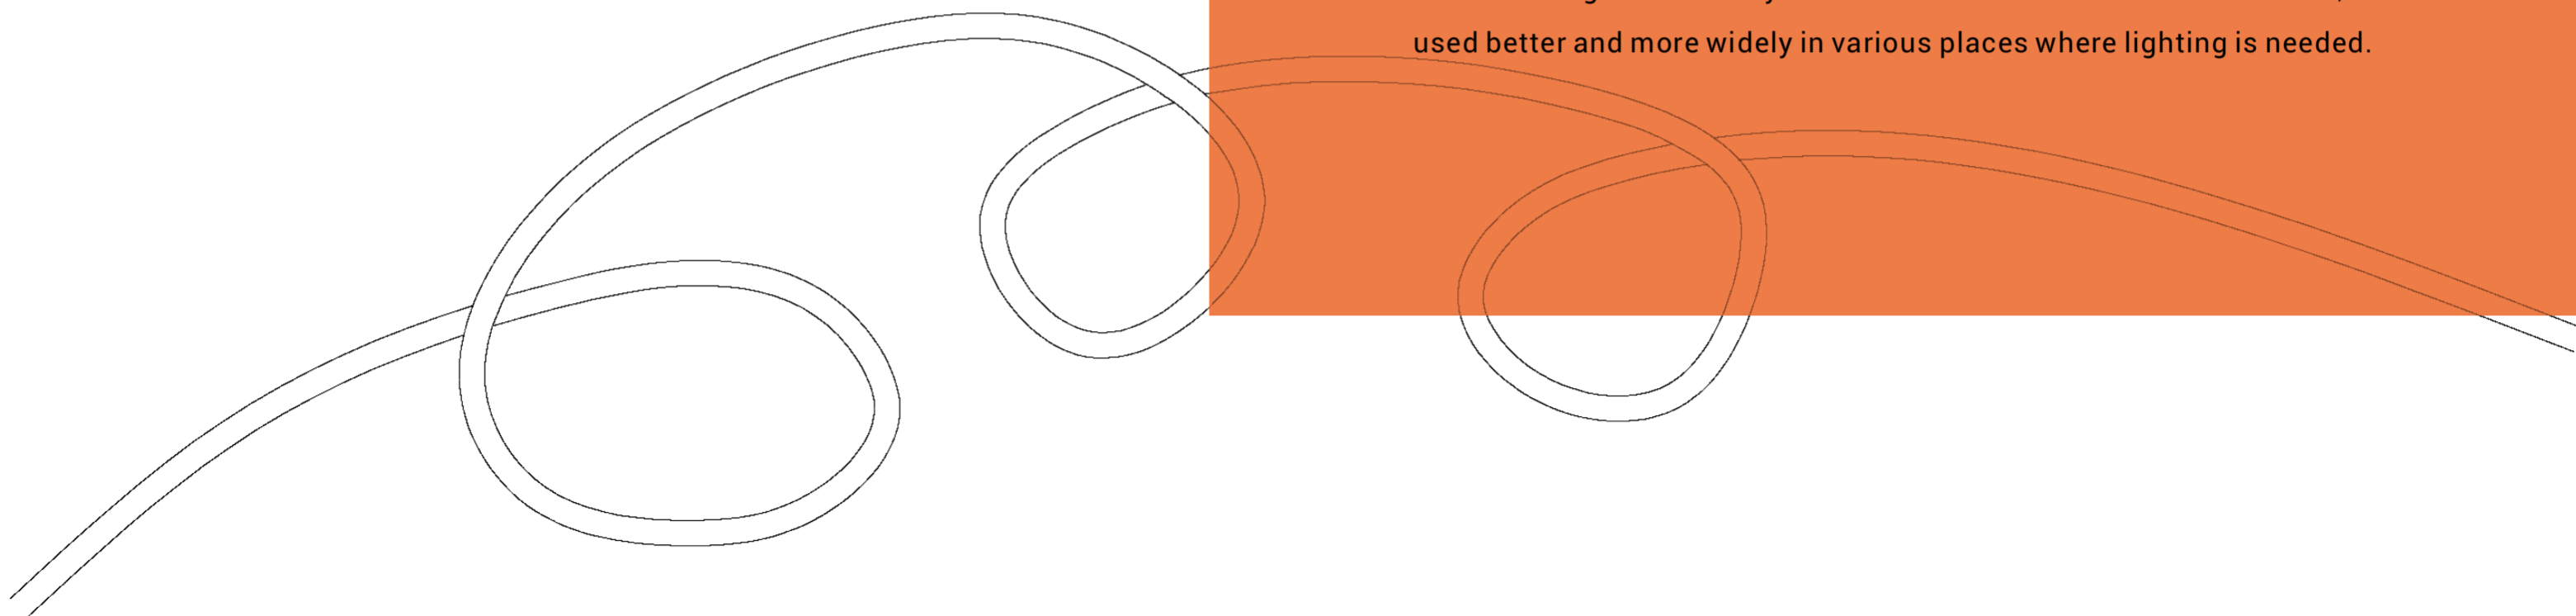 used better and more widely in various places where lighting is needed.